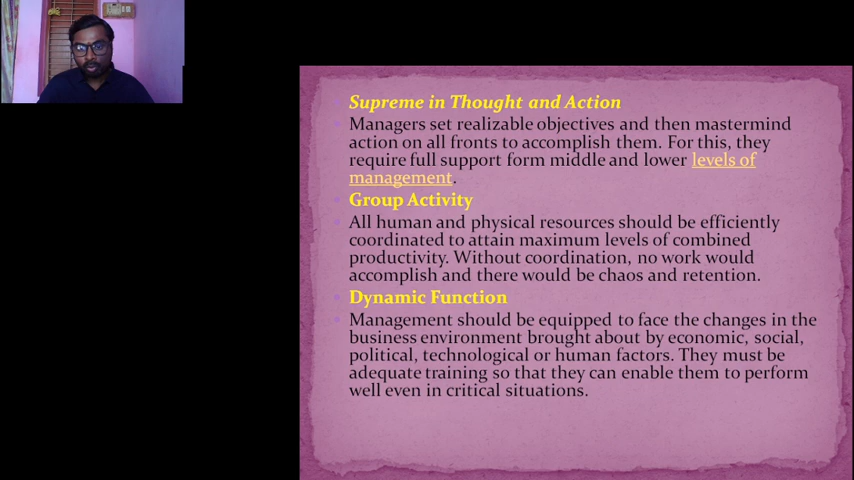 Supreme in Thought and Action
Managers set realizable objectives and then mastermind
action on all fronts to accomplish them. For this, they
require full support form middle and lower levels of
management.
Group Activity
All human and physical resources should be efficiently
coordinated to attain maximum levels of combined
productivity. Without coordination, no work would
accomplish and there would be chaos and retention.
Dynamic Function
Management should be equipped to face the changes in the
business environment brought about by economic, social,
political, technological or human factors. They must be
adequate training so that they can enable them to perform
well even in critical situations.